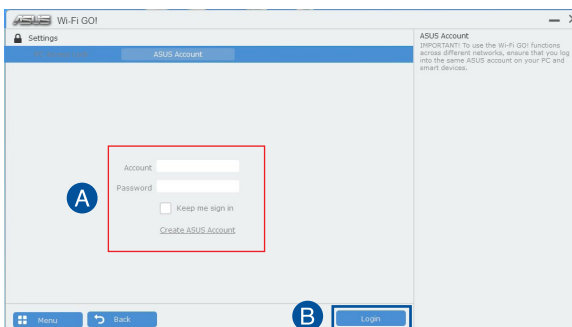 ASUS Wi-Fi GO!
Settings
ASUS Account
ASUS Account
IMPORTANT! To use the Wi-Fi GO! functions
across different networks, ensure that you log
into the same ASUS account on your PC and
smart devices.
Account
Password
A
Keep me sign in
Create ASUS Account
Menu
Back
B
Login